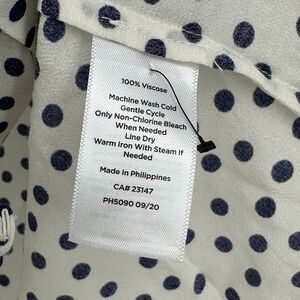 100% Viscose
Machine Wash Cold
Gentle Cycle
Only Non-Chlorine Bleach
When Needed
Line Dry
Warm Iron With Steam if
Needed
Made In Philippines
CA# 23147
PH5090 09/20